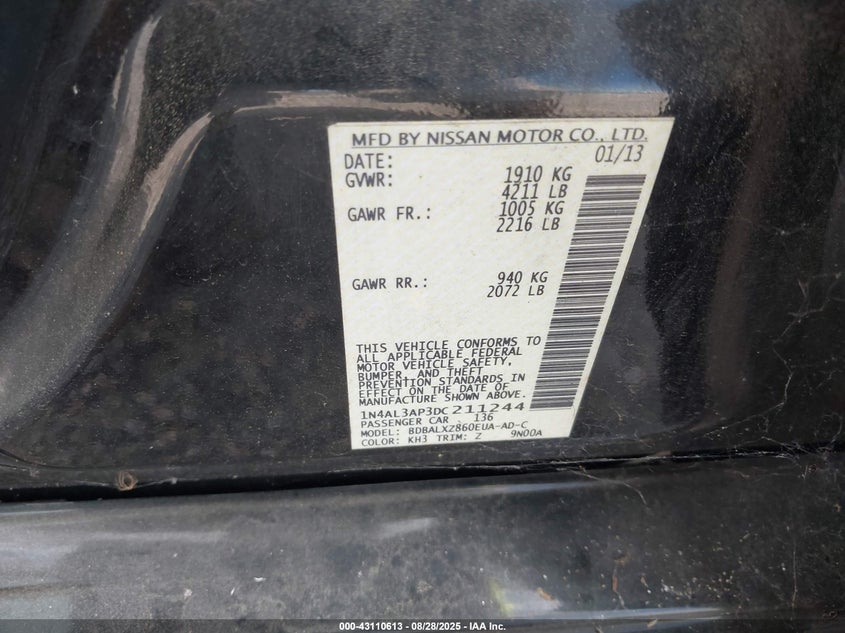 MFD BY NISSAN MOTOR CO., LTD.
DATE: 01/13
GVWR: 1910 KG
4211 LB
GAWR FR.: 1005 KG
2216 LB
GAWR RR.: 940 KG
2072 LB
THIS VEHICLE CONFORMS TO
ALL APPLICABLE FEDERAL
MOTOR VEHICLE SAFETY,
BUMPER, AND THEFT
PREVENTION STANDARDS IN
EFFECT ON THE DATE OF
MANUFACTURE SHOWN ABOVE.
1N4AL3AP3DC211244
PASSENGER CAR 136
MODEL: BDBALXZ860EUA-AD-C
COLOR: KH3 TRIM: Z 9N00A
000-43110613 | 08/28/2025 - IAA Inc.